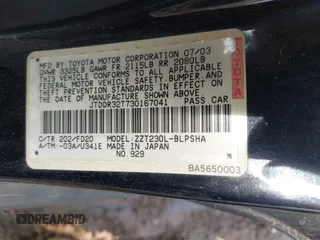 MFD. BY: TOYOTA MOTOR CORPORATION 07/03
GVWR 3325LB GAWR FR 2115LB RR 2080LB
THIS VEHICLE CONFORMS TO ALL APPLICABLE
FEDERAL MOTOR VEHICLE SAFETY, BUMPER, AND
THEFT PREVENTION STANDARDS IN EFFECT ON
THE DATE OF MANUFACTURE SHOWN ABOVE.
JTDDR32T730167041 PASS. CAR
C/TR: 202/FD20 MODEL: ZZT230L-BLPSHA
A/TM: -03A/U341E MADE IN JAPAN
NO.929
BA5650003
TOYOTA
DREAMBID